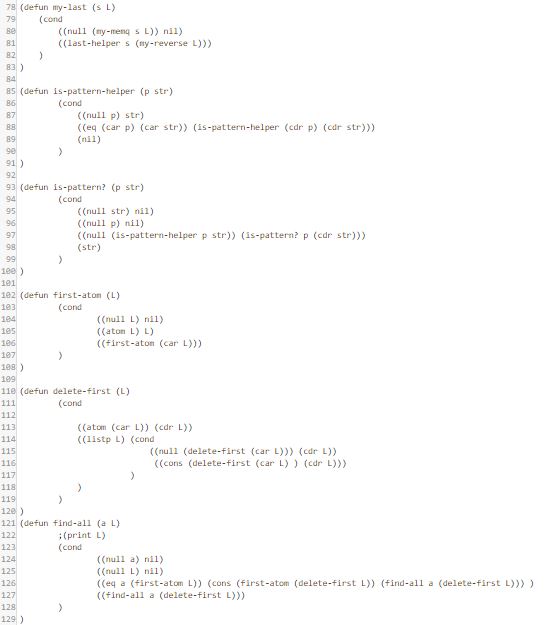 78 (defun my-last (s L)
79     (cond
80         ((null (my-memq s L)) nil)
81         ((last-helper s (my-reverse L)))
82     )
83 )
84
85 (defun is-pattern-helper (p str)
86         (cond
87             ((null p) str)
88             ((eq (car p) (car str)) (is-pattern-helper (cdr p) (cdr str)))
89             (nil)
90         )
91 )
92
93 (defun is-pattern? (p str)
94         (cond
95             ((null str) nil)
96             ((null p) nil)
97             ((null (is-pattern-helper p str)) (is-pattern? p (cdr str)))
98             (str)
99         )
100 )
101
102 (defun first-atom (L)
103         (cond
104                 ((null L) nil)
105                 ((atom L) L)
106                 ((first-atom (car L)))
107         )
108 )
109
110 (defun delete-first (L)
111         (cond
112
113             ((atom (car L)) (cdr L))
114             ((listp L) (cond
115                             ((null (delete-first (car L))) (cdr L))
116                              ((cons (delete-first (car L) ) (cdr L)))
117                         )
118             )
119         )
120 )
121 (defun find-all (a L)
122         ;(print L)
123         (cond
124                 ((null a) nil)
125                 ((null L) nil)
126                 ((eq a (first-atom L)) (cons (first-atom (delete-first L)) (find-all a (delete-first L))) )
127                 ((find-all a (delete-first L)))
128         )
129 )